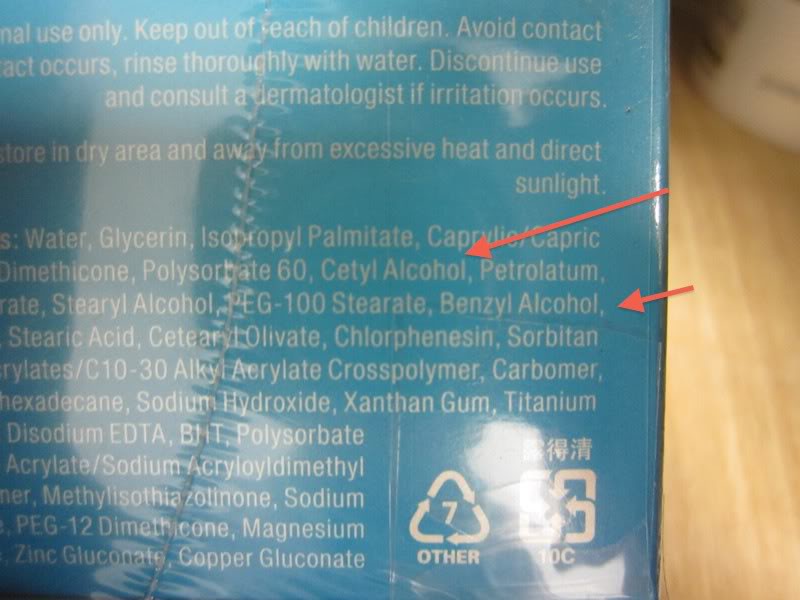 nal use only. Keep out of reach of children. Avoid contact
tact occurs, rinse thoroughly with water. Discontinue use
and consult a dermatologist if irritation occurs.
store in dry area and away from excessive heat and direct
sunlight.
s: Water, Glycerin, Isopropyl Palmitate, Caprylic/Capric
Dimethicone, Polysorbate 60, Cetyl Alcohol, Petrolatum,
rate, Stearyl Alcohol, PEG-100 Stearate, Benzyl Alcohol,
, Stearic Acid, Cetearyl Olivate, Chlorphenesin, Sorbitan
crylates/C10-30 Alkyl Acrylate Crosspolymer, Carbomer,
hexadecane, Sodium Hydroxide, Xanthan Gum, Titanium
Disodium EDTA, BHT, Polysorbate
Acrylate/Sodium Acryloyldimethyl
mer, Methylisothiazolinone, Sodium
e, PEG-12 Dimethicone, Magnesium
e, Zinc Gluconate, Copper Gluconate
露得清
7
OTHER
10C